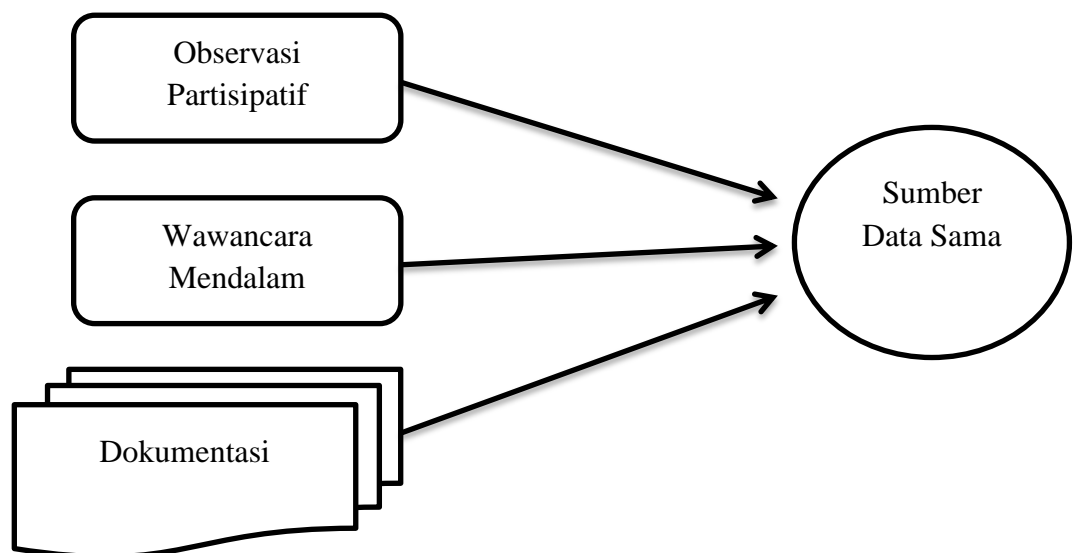 Observasi
Partisipatif
Wawancara
Mendalam
Dokumentasi
Sumber
Data Sama